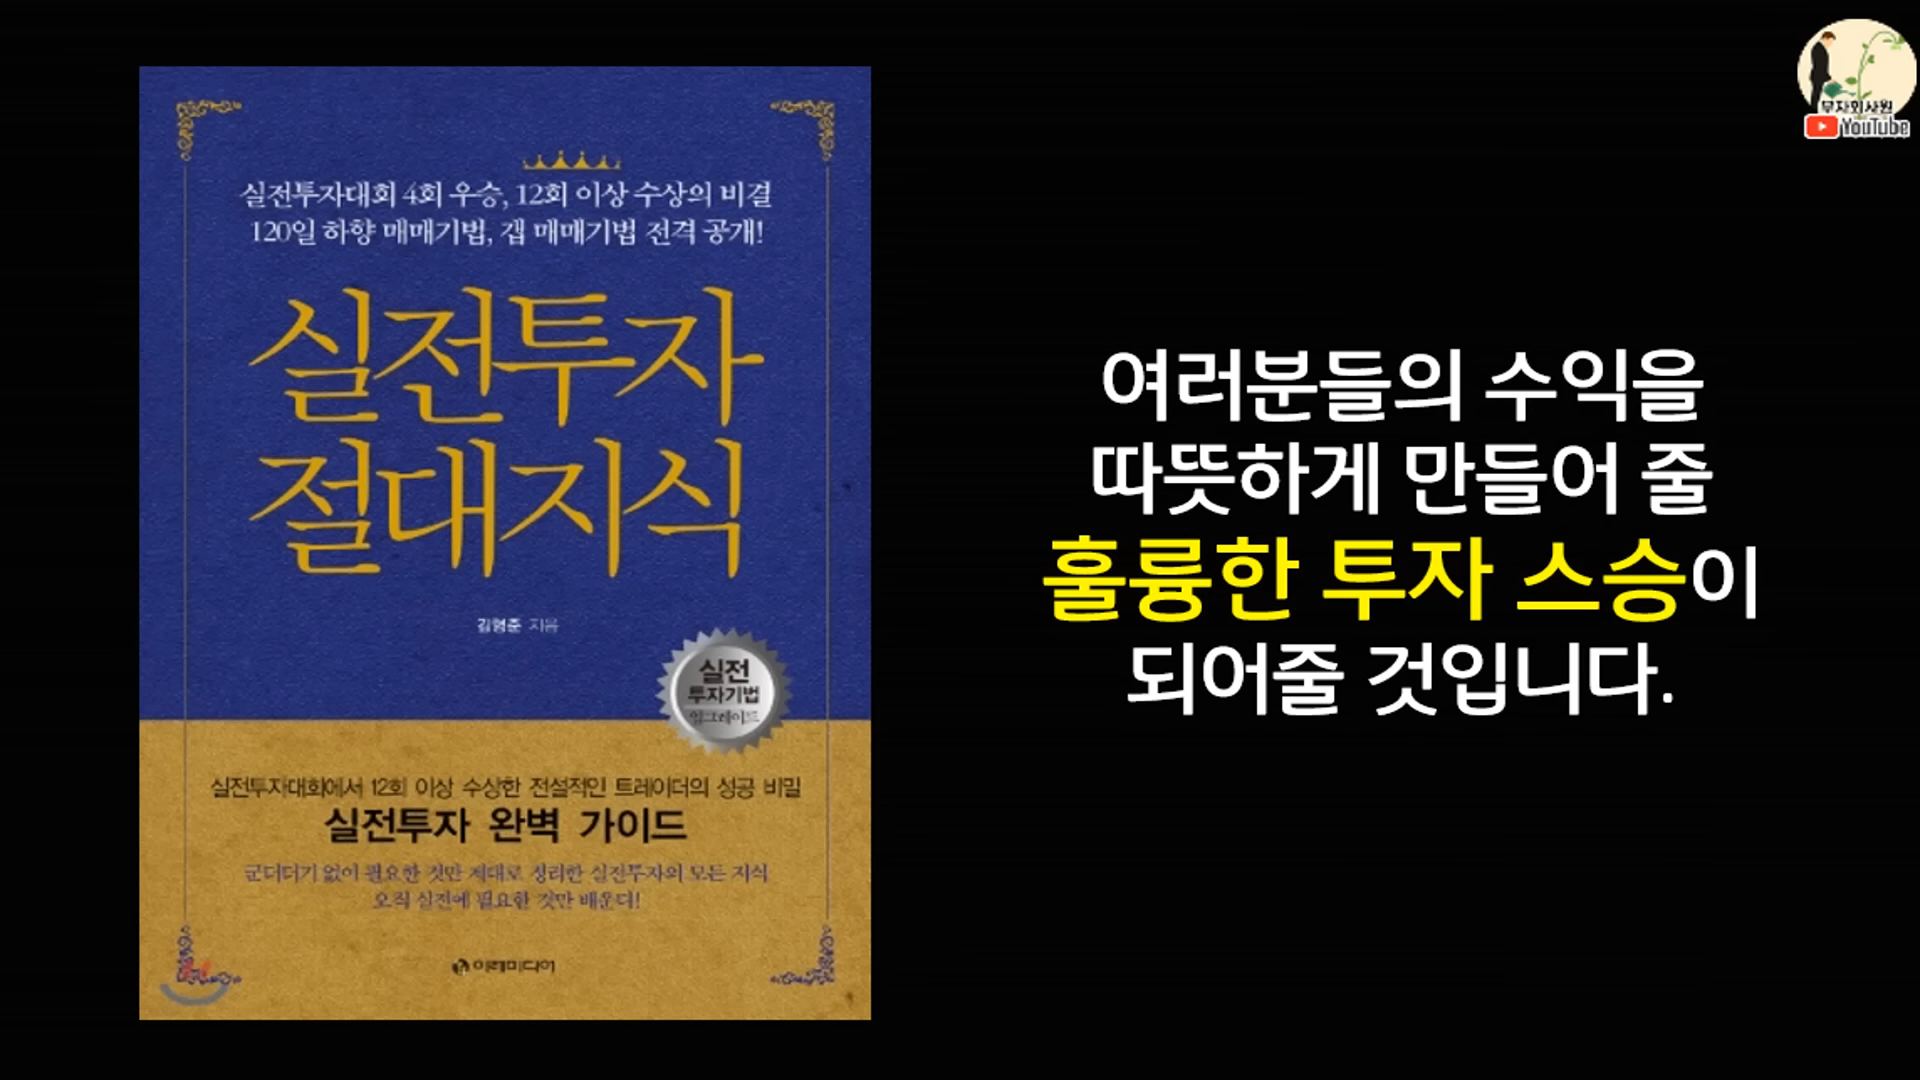 실전투자대회 4회 우승, 12회 이상 수상의 비결
120일 하향 매매기법, 갭 매매기법 전격 공개!
실전투자
절대지식
김형준 지음
실전
투자기법
업그레이드
실전투자대회에서 12회 이상 수상한 전설적인 트레이더의 성공 비밀
실전투자 완벽 가이드
군더더기 없이 필요한 것만 제대로 정리한 실전투자의 모든 지식
오직 실전에 필요한 것만 배운다!
이레미디어
여러분들의 수익을
따뜻하게 만들어 줄
훌륭한 투자 스승이
되어줄 것입니다.
부자회사원
YouTube